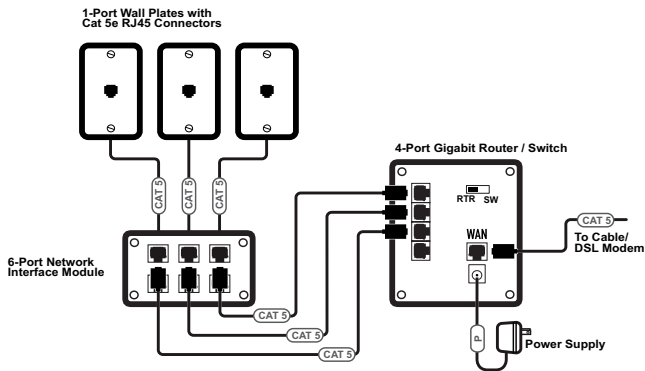 1-Port Wall Plates with
Cat 5e RJ45 Connectors
4-Port Gigabit Router / Switch
RTR SW
CAT 5
CAT 5
CAT 5
WAN
CAT 5
To Cable/
DSL Modem
6-Port Network
Interface Module
CAT 5
CAT 5
CAT 5
P
Power Supply